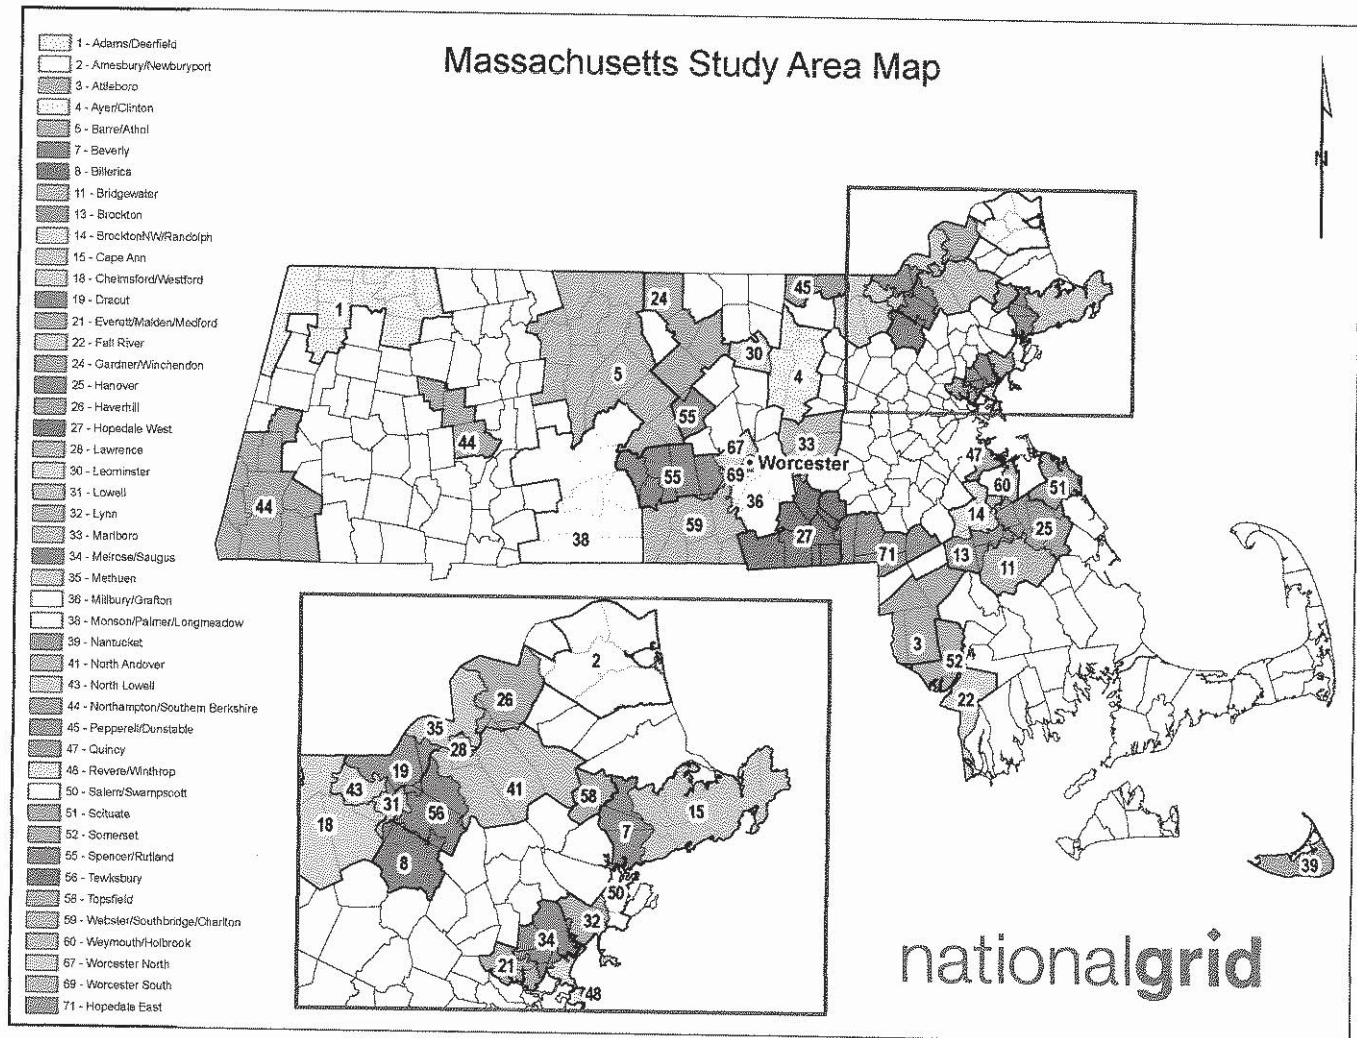 Massachusetts Study Area Map
1 - Adams/Deerfield
2 - Amesbury/Newburyport
3 - Attleboro
4 - Ayer/Clinton
5 - Barre/Athol
7 - Beverly
8 - Billerica
11 - Bridgewater
13 - Brockton
14 - BrocktonNW/Randolph
15 - Cape Ann
18 - Chelmsford/Westford
19 - Dracut
21 - Everett/Malden/Medford
22 - Fall River
24 - Gardner/Winchendon
25 - Hanover
26 - Haverhill
27 - Hopedale West
28 - Lawrence
30 - Leominster
31 - Lowell
32 - Lynn
33 - Marlboro
34 - Melrose/Saugus
35 - Methuen
36 - Millbury/Grafton
38 - Monson/Palmer/Longmeadow
39 - Nantucket
41 - North Andover
43 - North Lowell
44 - Northampton/Southern Berkshire
45 - Pepperell/Dunstable
47 - Quincy
48 - Revere/Winthrop
50 - Salem/Swampscott
51 - Scituate
52 - Somerset
55 - Spencer/Rutland
56 - Tewksbury
58 - Topsfield
59 - Webster/Southbridge/Charlton
60 - Weymouth/Holbrook
67 - Worcester North
69 - Worcester South
71 - Hopedale East
N
1
24
45
30
5
4
55
44
67
33
Worcester
47
55
69
60
51
44
36
14
25
59
27
38
71
13
11
3
52
22
2
26
35
28
19
43
41
58
31
56
15
18
7
8
50
32
34
21
48
39
nationalgrid